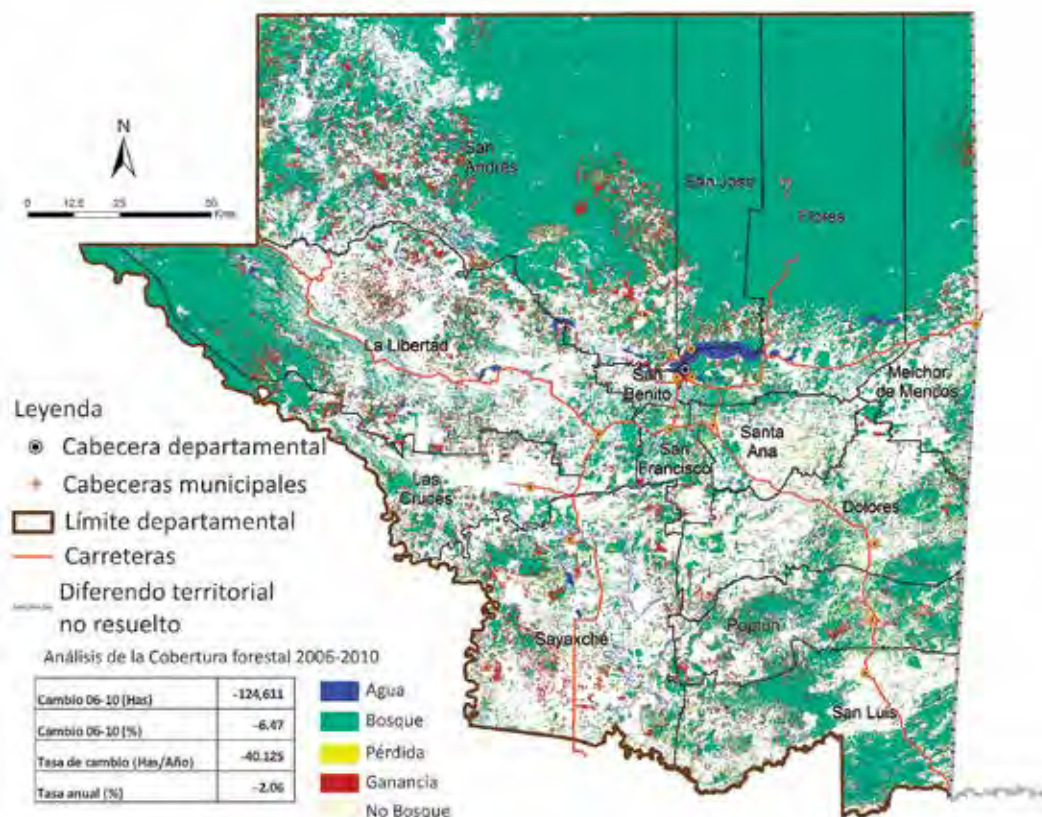 N
0 12.5 25 50
Kms.
San
Andrés
San José
Flores
La Libertad
San
Benito
Melchor
de Mencos
Santa
Ana
San
Francisco
Las
Cruces
Dolores
Sayaxché
Poptún
San Luis
Leyenda
Cabecera departamental
Cabeceras municipales
Límite departamental
Carreteras
Diferendo territorial
no resuelto
Análisis de la Cobertura forestal 2006-2010
Cambio 06-10 (Has) -124,611
Cambio 06-10 (%) -6.47
Tasa de cambio (Has/Año) -40.125
Tasa anual (%) -2.06
Agua
Bosque
Pérdida
Ganancia
No Bosque